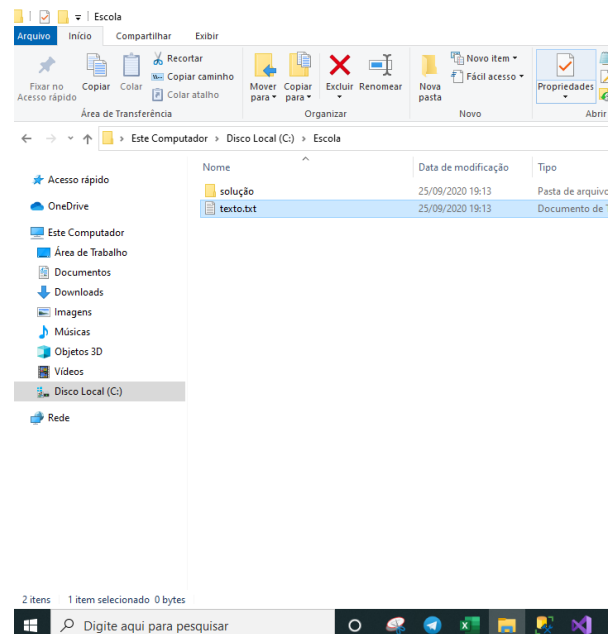 Escola
Arquivo Início Compartilhar Exibir
Fixar no Acesso rápido
Copiar
Colar
Recortar
Copiar caminho
Colar atalho
Mover para
Copiar para
Excluir
Renomear
Nova pasta
Novo item
Fácil acesso
Propriedades
Área de Transferência Organizar Novo Abrir
Este Computador > Disco Local (C:) > Escola
Nome Data de modificação Tipo
solução 25/09/2020 19:13 Pasta de arquivo
texto.txt 25/09/2020 19:13 Documento de T
Acesso rápido
OneDrive
Este Computador
Área de Trabalho
Documentos
Downloads
Imagens
Músicas
Objetos 3D
Vídeos
Disco Local (C:)
Rede
2 itens 1 item selecionado 0 bytes
Digite aqui para pesquisar